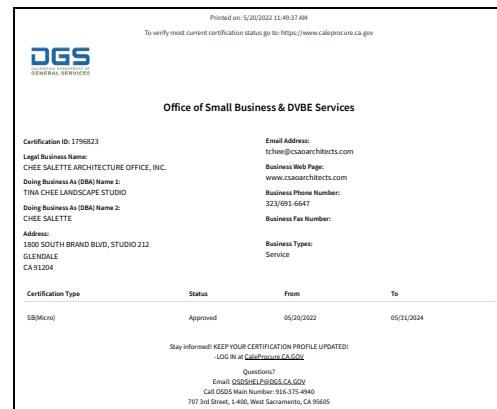 Printed on: 5/20/2022 11:49:37 AM
To verify most current certification status go to: https://www.caleprocure.ca.gov
DGS
CALIFORNIA DEPARTMENT OF
GENERAL SERVICES
Office of Small Business & DVBE Services
Certification ID: 1796823
Legal Business Name:
CHEE SALETTE ARCHITECTURE OFFICE, INC.
Doing Business As (DBA) Name 1:
TINA CHEE LANDSCAPE STUDIO
Doing Business As (DBA) Name 2:
CHEE SALETTE
Address:
1800 SOUTH BRAND BLVD, STUDIO 212
GLENDALE
CA 91204
Email Address:
tchee@csaoarchitects.com
Business Web Page:
www.csaoarchitects.com
Business Phone Number:
323/691-6647
Business Fax Number:
Business Types:
Service
Certification Type Status From To
SB(Micro) Approved 05/20/2022 05/31/2024
Stay informed! KEEP YOUR CERTIFICATION PROFILE UPDATED!
-LOG IN at CaleProcure.CA.GOV
Questions?
Email: OSDSHELP@DGS.CA.GOV
Call OSDS Main Number: 916-375-4940
707 3rd Street, 1-400, West Sacramento, CA 95605